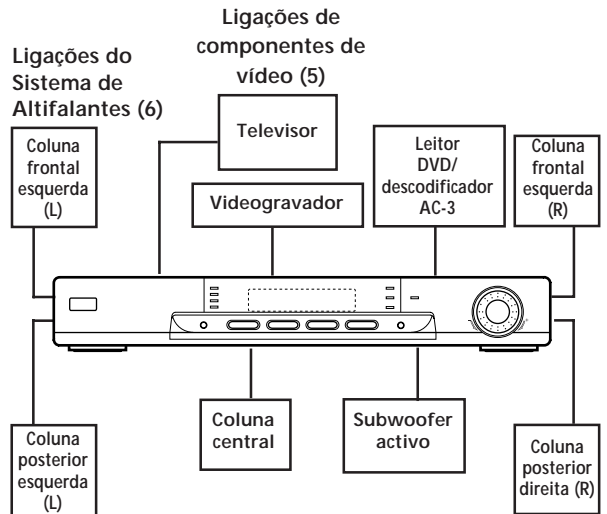 Ligações de
componentes de
vídeo (5)
Ligações do
Sistema de
Altifalantes (6)
Coluna
frontal
esquerda
(L)
Televisor
Videogravador
Leitor
DVD/
descodificador
AC-3
Coluna
frontal
esquerda
(R)
Coluna
posterior
esquerda
(L)
Coluna
central
Subwoofer
activo
Coluna
posterior
direita (R)